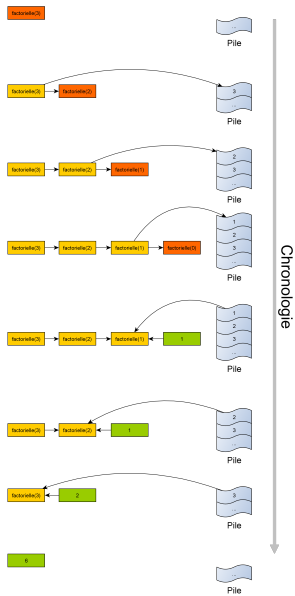 factorielle(3)
...
Pile
factorielle(3)
factorielle(2)
3
...
Pile
factorielle(3)
factorielle(2)
factorielle(1)
2
3
...
Pile
factorielle(3)
factorielle(2)
factorielle(1)
factorielle(0)
1
2
3
...
Pile
Chronologie
factorielle(3)
factorielle(2)
factorielle(1)
1
1
2
3
...
Pile
factorielle(3)
factorielle(2)
1
2
3
...
Pile
factorielle(3)
2
3
...
Pile
6
...
Pile